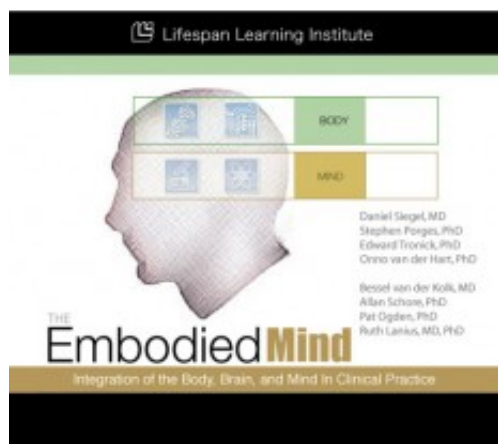 Lifespan Learning Institute
BODY
MIND
Daniel Siegel, MD
Stephen Porges, PhD
Edward Tronick, PhD
Onno van der Hart, PhD
Bessel van der Kolk, MD
Allan Schore, PhD
Pat Ogden, PhD
Ruth Lanius, MD, PhD
THE
Embodied Mind
Integration of the Body, Brain, and Mind In Clinical Practice